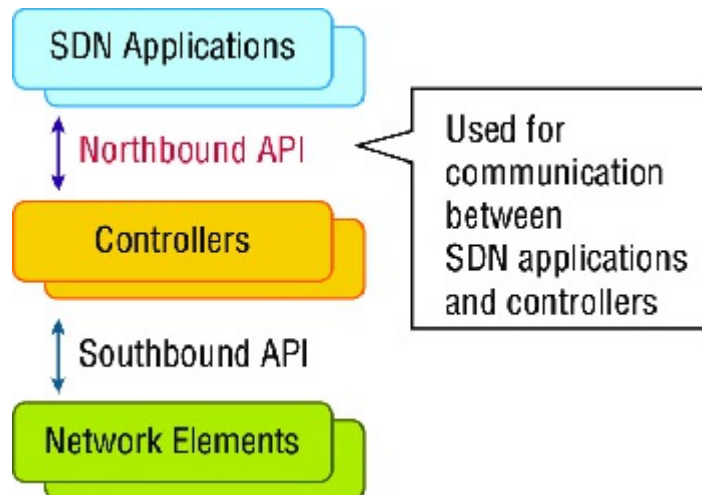 SDN Applications
Northbound API
Used for
communication
between
SDN applications
and controllers
Controllers
Southbound API
Network Elements